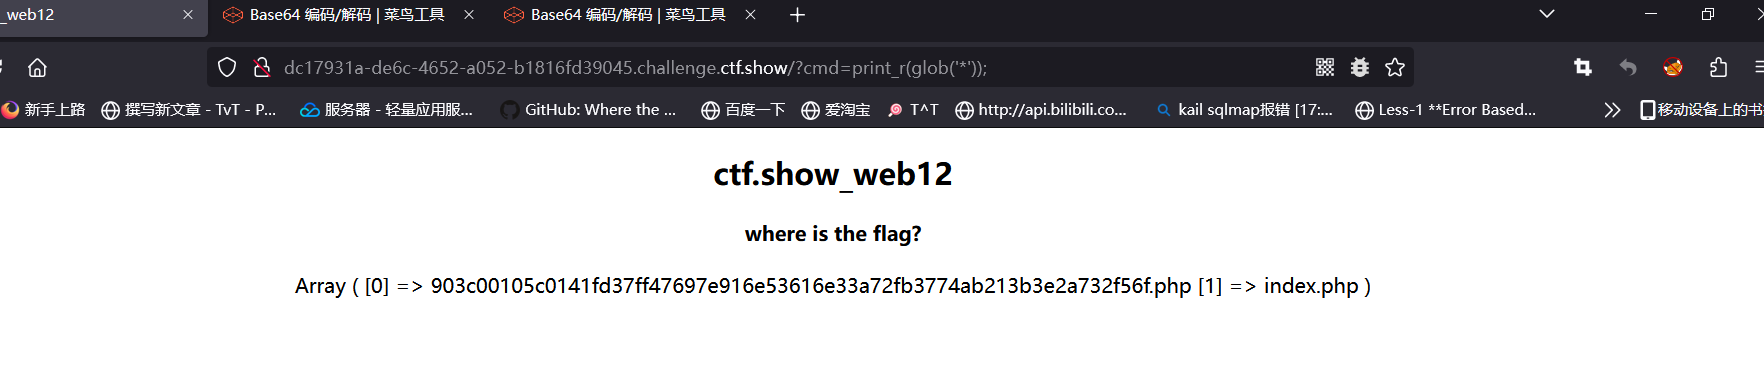 _web12 Base64 编码/解码 | 菜鸟工具 Base64 编码/解码 | 菜鸟工具
dc17931a-de6c-4652-a052-b1816fd39045.challenge.ctf.show/?cmd=print_r(glob('*'));
新手上路 撰写新文章 - TvT - P... 服务器 - 轻量应用服... GitHub: Where the ... 百度一下 爱淘宝 T^T http://api.bilibili.co... kail sqlmap报错 [17:... Less-1 **Error Based... 移动设备上的书
ctf.show_web12
where is the flag?
Array ( [0] => 903c00105c0141fd37ff47697e916e53616e33a72fb3774ab213b3e2a732f56f.php [1] => index.php )